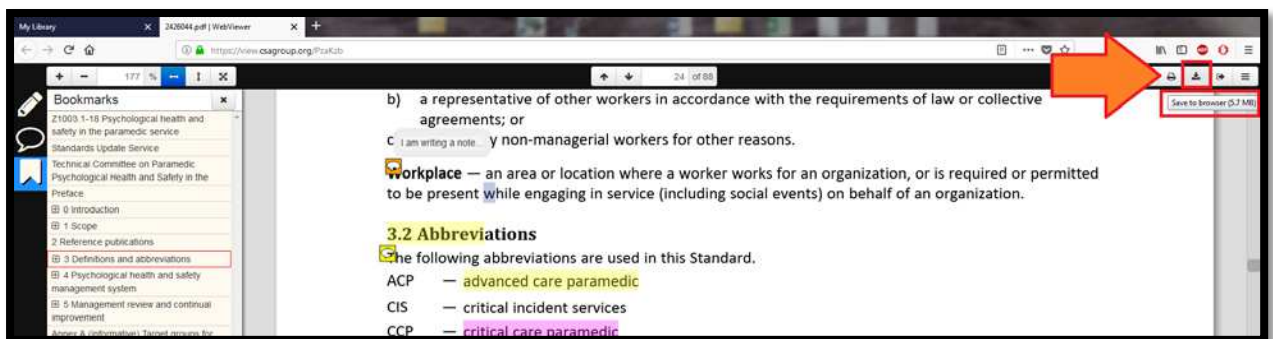 My Library
2426044.pdf | WebViewer
https://view.csagroup.org/PzaKzb
177 %
24 of 88
Save to browser (5.7 MB)
Bookmarks
Z1003.1-18 Psychological health and
safety in the paramedic service
Standards Update Service
Technical Committee on Paramedic
Psychological Health and Safety in the
Preface
0 Introduction
1 Scope
2 Reference publications
3 Definitions and abbreviations
4 Psychological health and safety
management system
5 Management review and continual
improvement
Annex A (informative) Target groups for
b) a representative of other workers in accordance with the requirements of law or collective
agreements; or
c I am writing a note... y non-managerial workers for other reasons.
Workplace — an area or location where a worker works for an organization, or is required or permitted
to be present while engaging in service (including social events) on behalf of an organization.
3.2 Abbreviations
The following abbreviations are used in this Standard.
ACP — advanced care paramedic
CIS — critical incident services
CCP — critical care paramedic